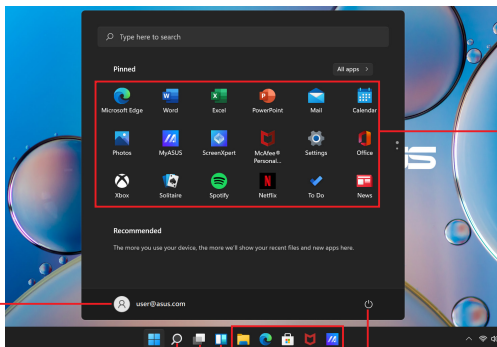 Type here to search
Pinned
All apps >
Microsoft Edge Word Excel PowerPoint Mail Calendar
Photos MyASUS ScreenXpert McAfee® Personal... Settings Office
Xbox Solitaire Spotify Netflix To Do News
Recommended
The more you use your device, the more we'll show your recent files and new apps here.
user@asus.com